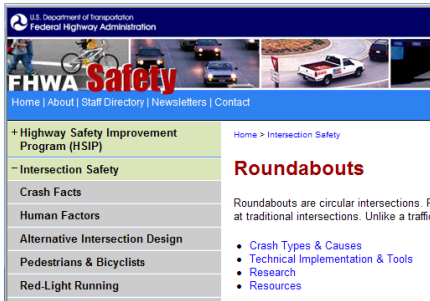 U.S. Department of Transportation
Federal Highway Administration
FHWA Safety
Home | About | Staff Directory | Newsletters | Contact
+ Highway Safety Improvement
Program (HSIP)
− Intersection Safety
Crash Facts
Human Factors
Alternative Intersection Design
Pedestrians & Bicyclists
Red-Light Running
Home > Intersection Safety
Roundabouts
Roundabouts are circular intersections.
at traditional intersections. Unlike a
• Crash Types & Causes
• Technical Implementation & Tools
• Research
• Resources